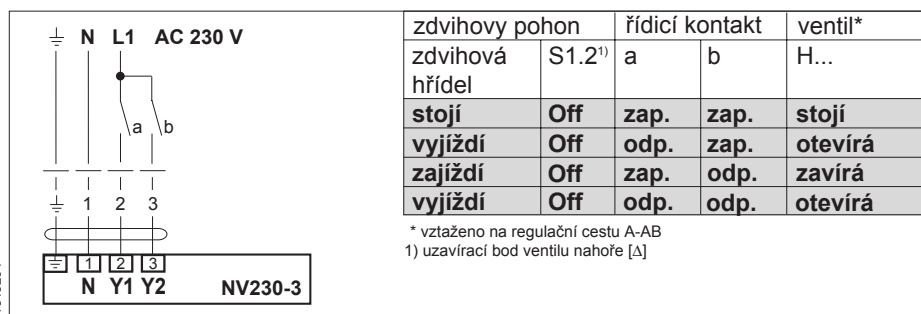 N L1 AC 230 V
a b
1 2 3
1 2 3
N Y1 Y2 NV230-3
zdvihovy pohon řídicí kontakt ventil*
zdvihová hřídel S1.2¹⁾ a b H...
stojí Off zap. zap. stojí
vyjíždí Off odp. zap. otevírá
zajíždí Off zap. odp. zavírá
vyjíždí Off odp. odp. otevírá
* vztaženo na regulační cestu A-AB
1) uzavírací bod ventilu nahoře [Δ]